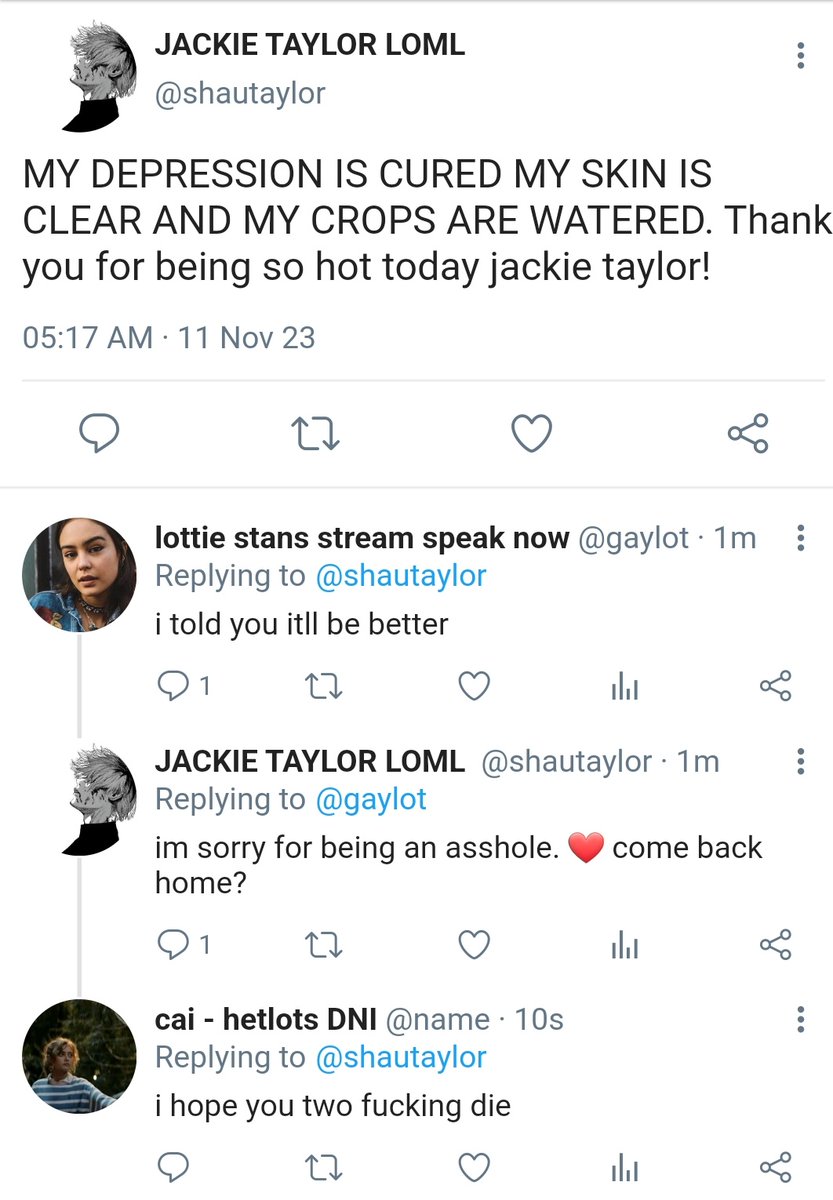 JACKIE TAYLOR LOML
@shautaylor
MY DEPRESSION IS CURED MY SKIN IS
CLEAR AND MY CROPS ARE WATERED. Thank
you for being so hot today jackie taylor!
05:17 AM · 11 Nov 23
lottie stans stream speak now @gaylot · 1m
Replying to @shautaylor
i told you itll be better
1
JACKIE TAYLOR LOML @shautaylor · 1m
Replying to @gaylot
im sorry for being an asshole. ❤️ come back
home?
1
cai - hetlots DNI @name · 10s
Replying to @shautaylor
i hope you two fucking die